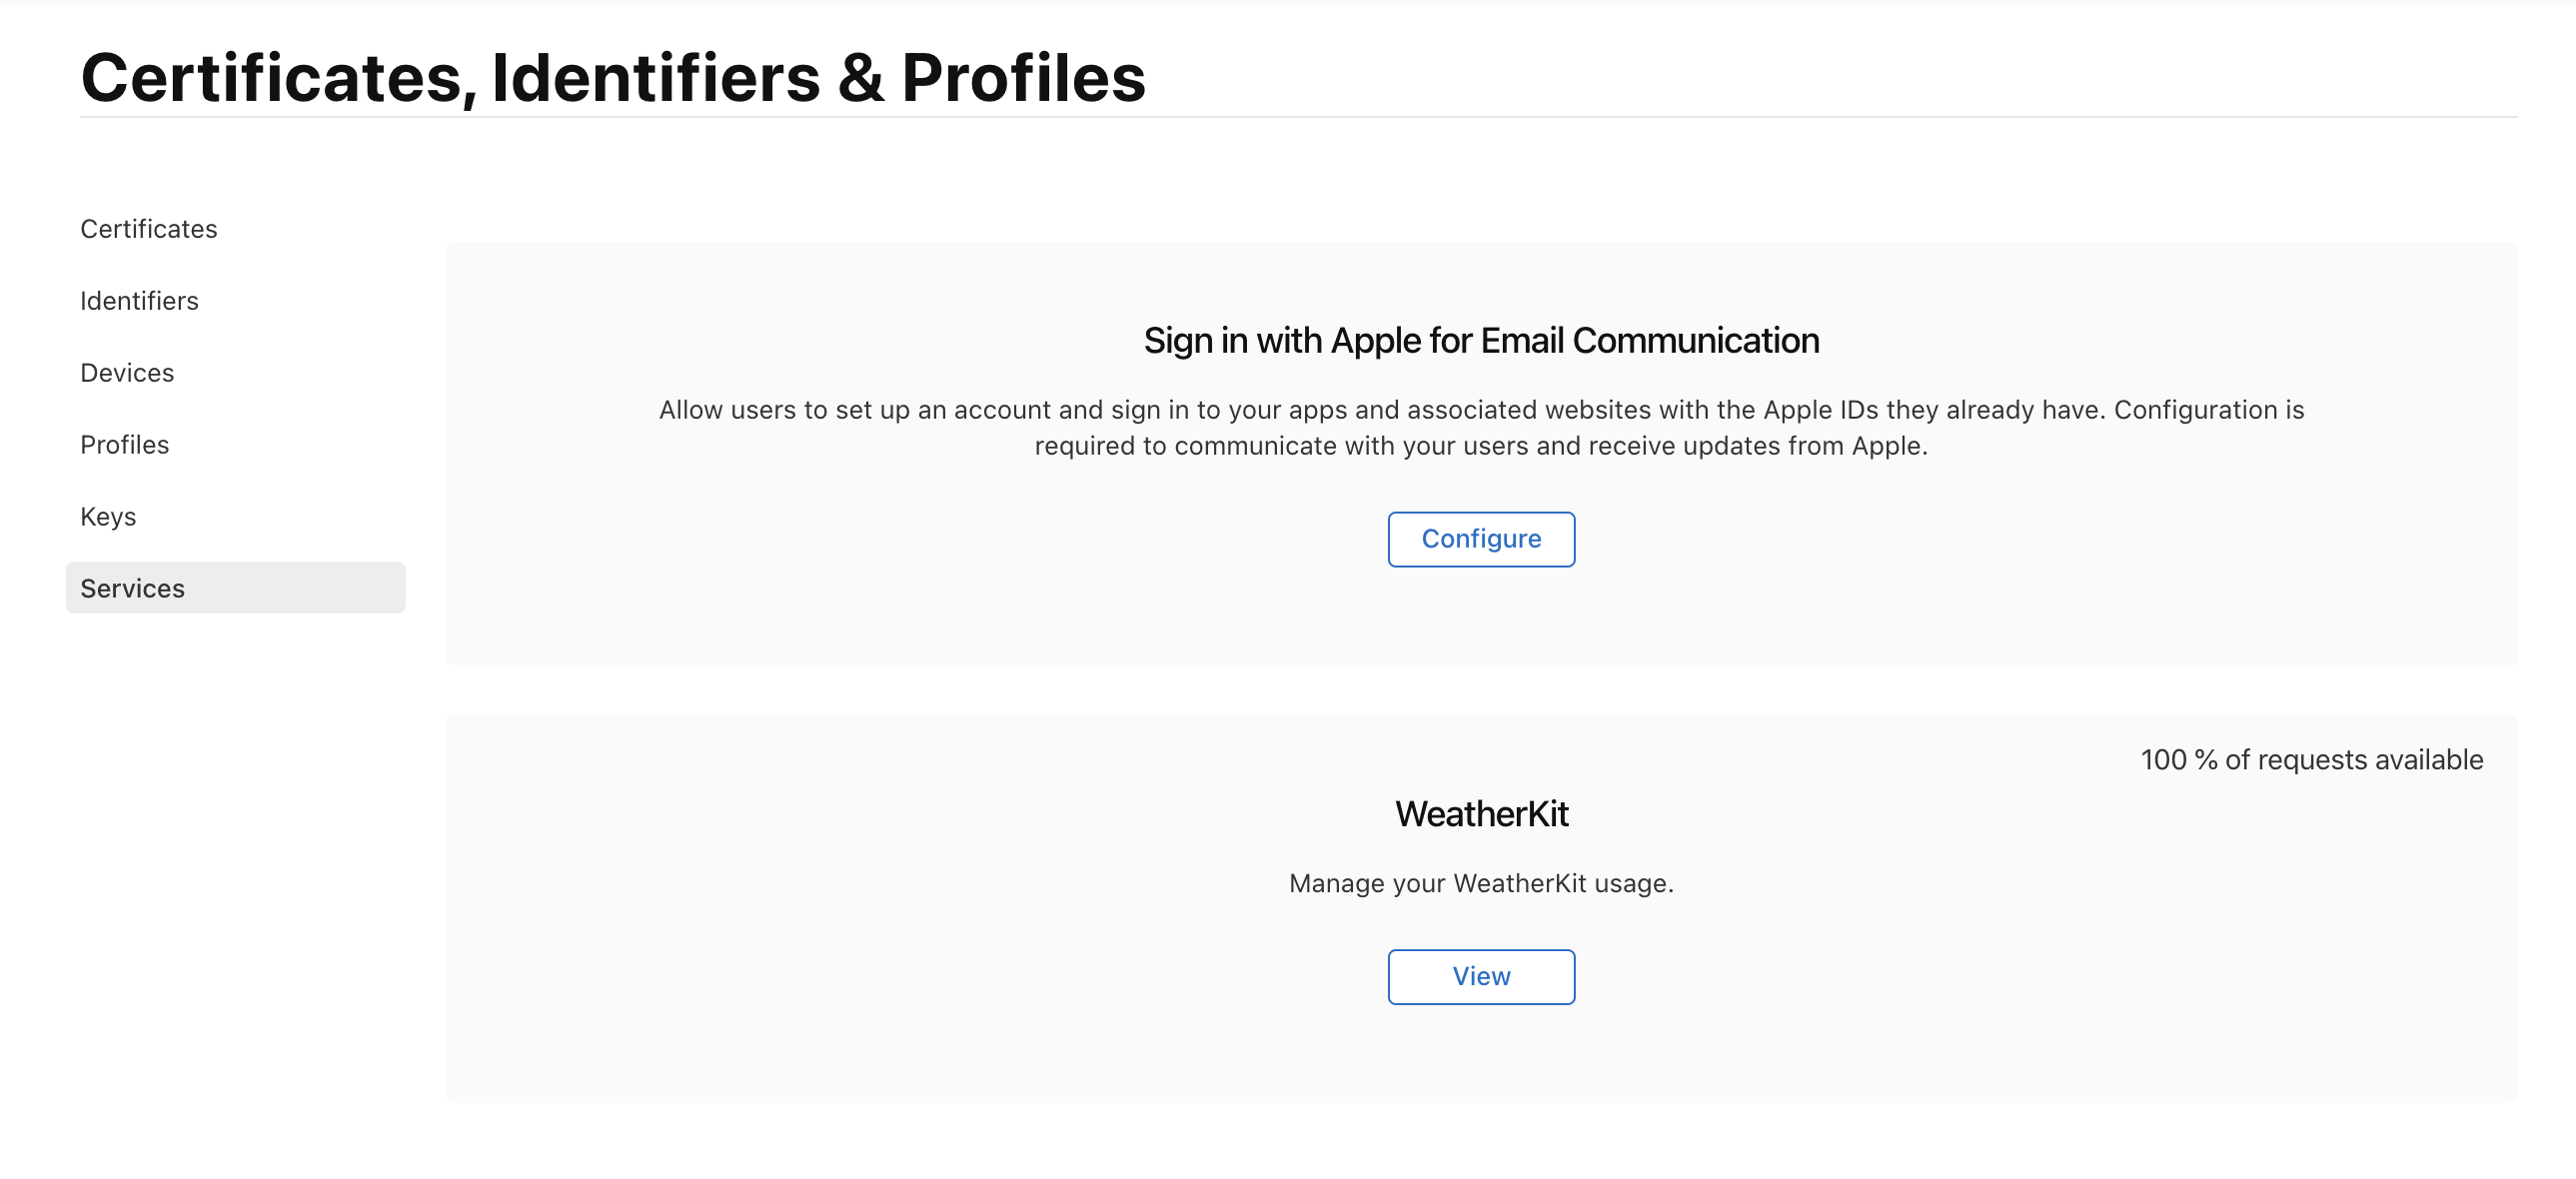 Certificates, Identifiers & Profiles
Certificates
Identifiers
Devices
Profiles
Keys
Services
Sign in with Apple for Email Communication
Allow users to set up an account and sign in to your apps and associated websites with the Apple IDs they already have. Configuration is
required to communicate with your users and receive updates from Apple.
Configure
100 % of requests available
WeatherKit
Manage your WeatherKit usage.
View